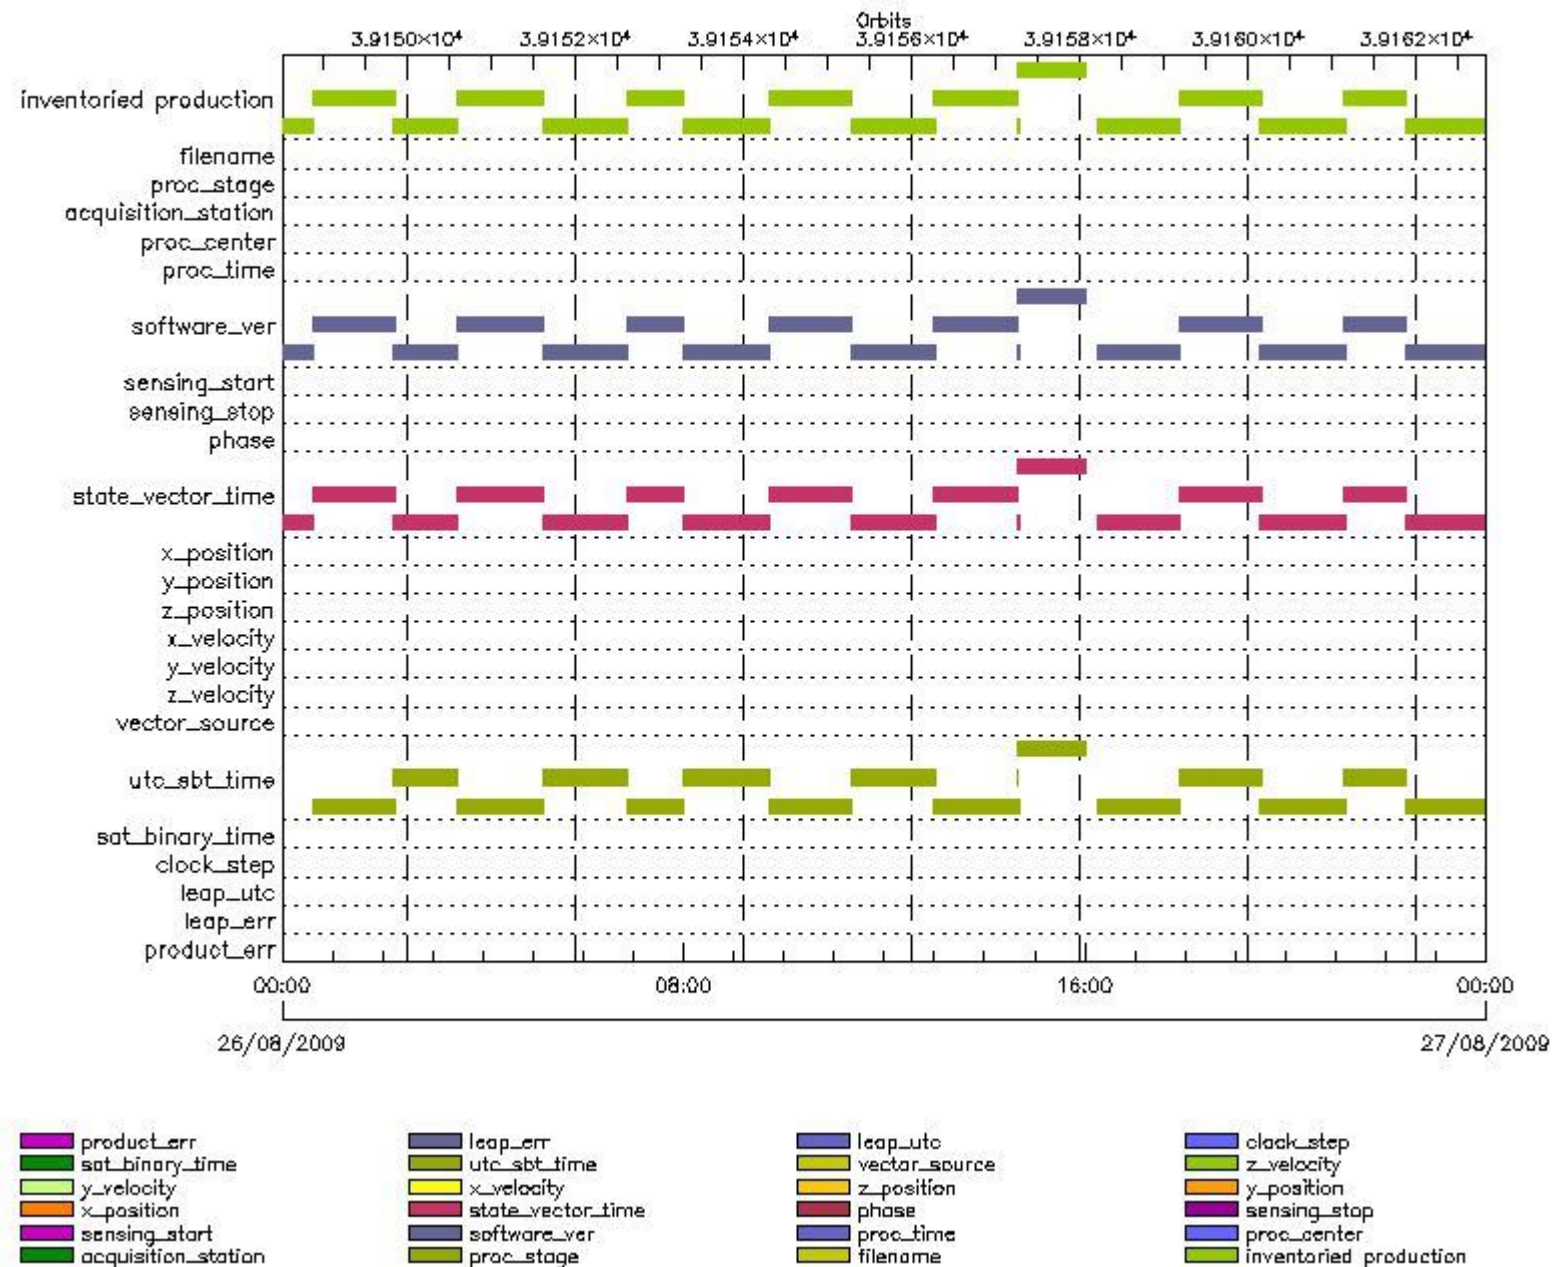 Orbits
3.9150×10⁴ 3.9152×10⁴ 3.9154×10⁴ 3.9156×10⁴ 3.9158×10⁴ 3.9160×10⁴ 3.9162×10⁴
inventoried production
filename
proc_stage
acquisition_station
proc_center
proc_time
software_ver
sensing_start
sensing_stop
phase
state_vector_time
x_position
y_position
z_position
x_velocity
y_velocity
z_velocity
vector_source
utc_sbt_time
sat_binary_time
clock_step
leap_utc
leap_err
product_err
00:00 08:00 16:00 00:00
26/08/2009 27/08/2009
product_err leap_err leap_utc clock_step
sat_binary_time utc_sbt_time vector_source z_velocity
y_velocity x_velocity z_position y_position
x_position state_vector_time phase sensing_stop
sensing_start software_ver proc_time proc_center
acquisition_station proc_stage filename inventoried production